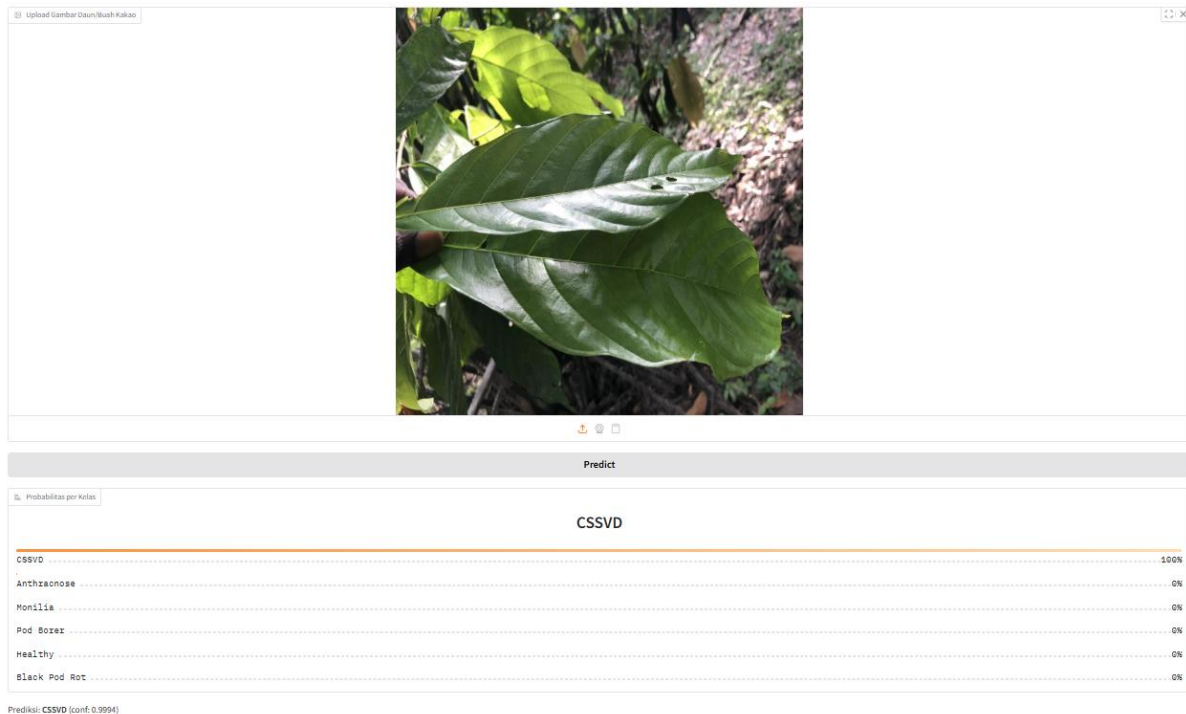 Upload Gambar Daun/Buah Kakao
Predict
Probabilitas per Kelas
CSSVD
CSSVD 100%
Anthracnose 0%
Monilia 0%
Pod Borer 0%
Healthy 0%
Black Pod Rot 0%
Prediksi: CSSVD (conf: 0.9994)